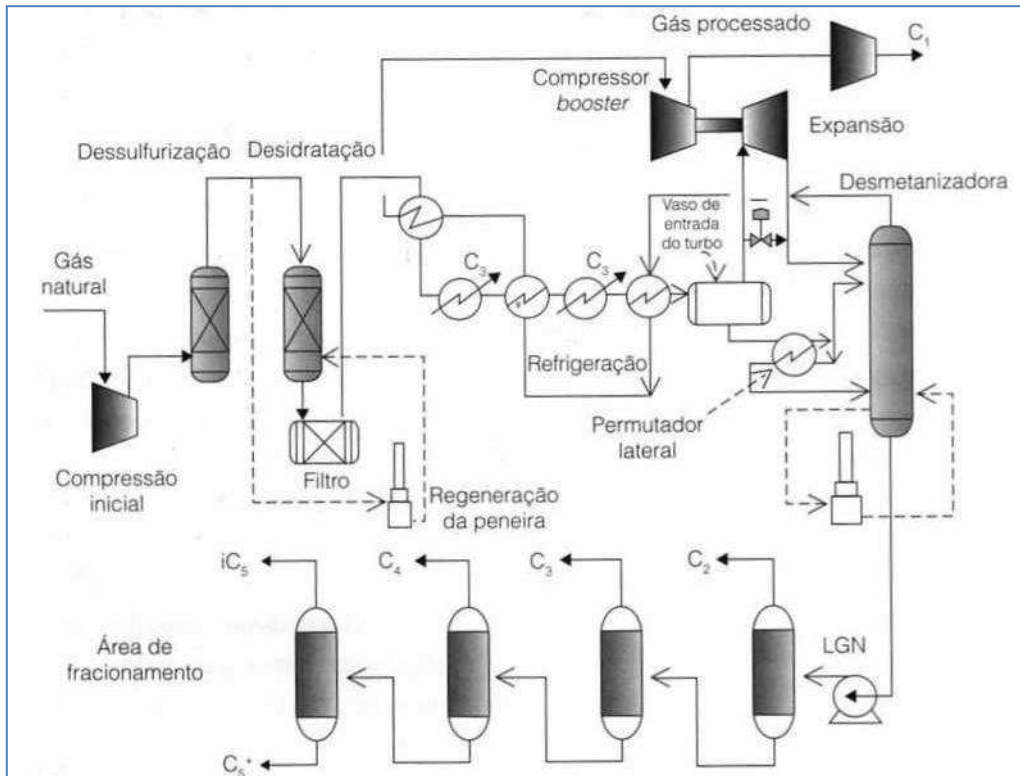 Gás processado
C₁
Compressor
booster
Expansão
Dessulfurização
Desidratação
Desmetanizadora
Vaso de
entrada
do turbo
Gás
natural
C₃
C₃
Refrigeração
Permutador
lateral
Compressão
inicial
Filtro
Regeneração
da peneira
iC₅
C₄
C₃
C₂
Área de
fracionamento
LGN
C₅⁺